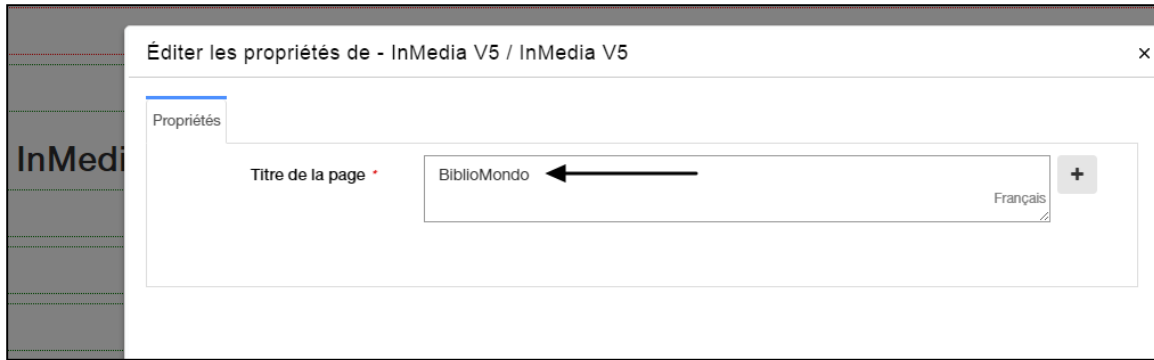 Éditer les propriétés de - InMedia V5 / InMedia V5
×
Propriétés
InMedi
Titre de la page *
BiblioMondo
+
Français